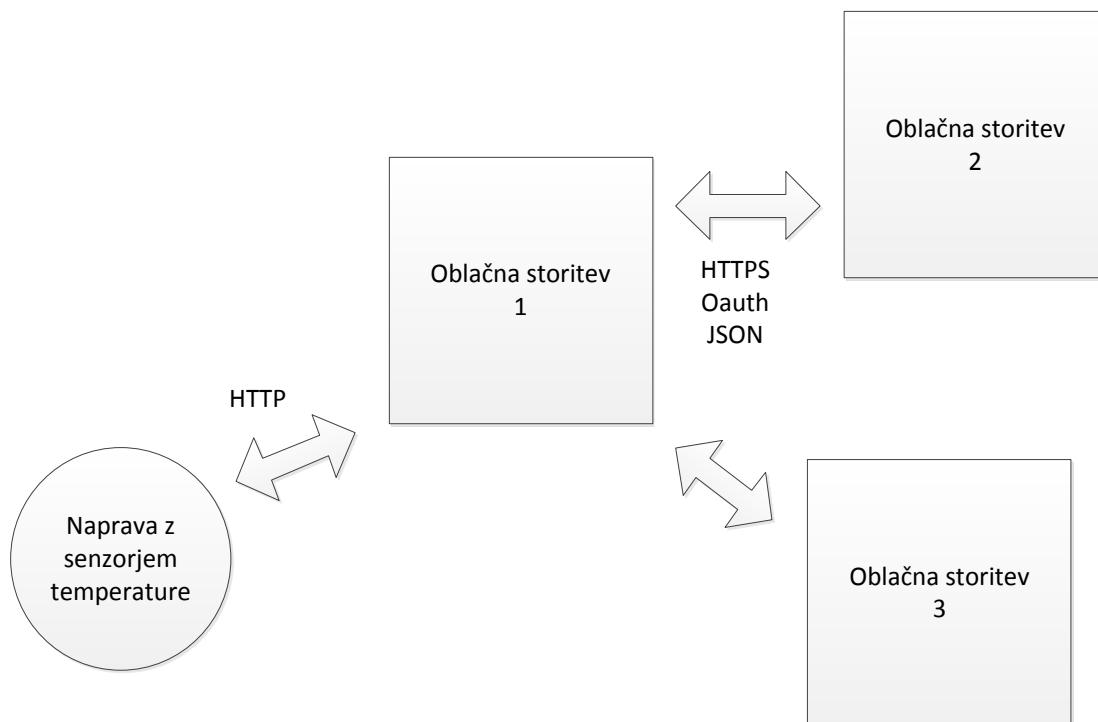 Oblačna storitev
2
Oblačna storitev
1
HTTPS
Oauth
JSON
HTTP
Naprava z
senzorjem
temperature
Oblačna storitev
3